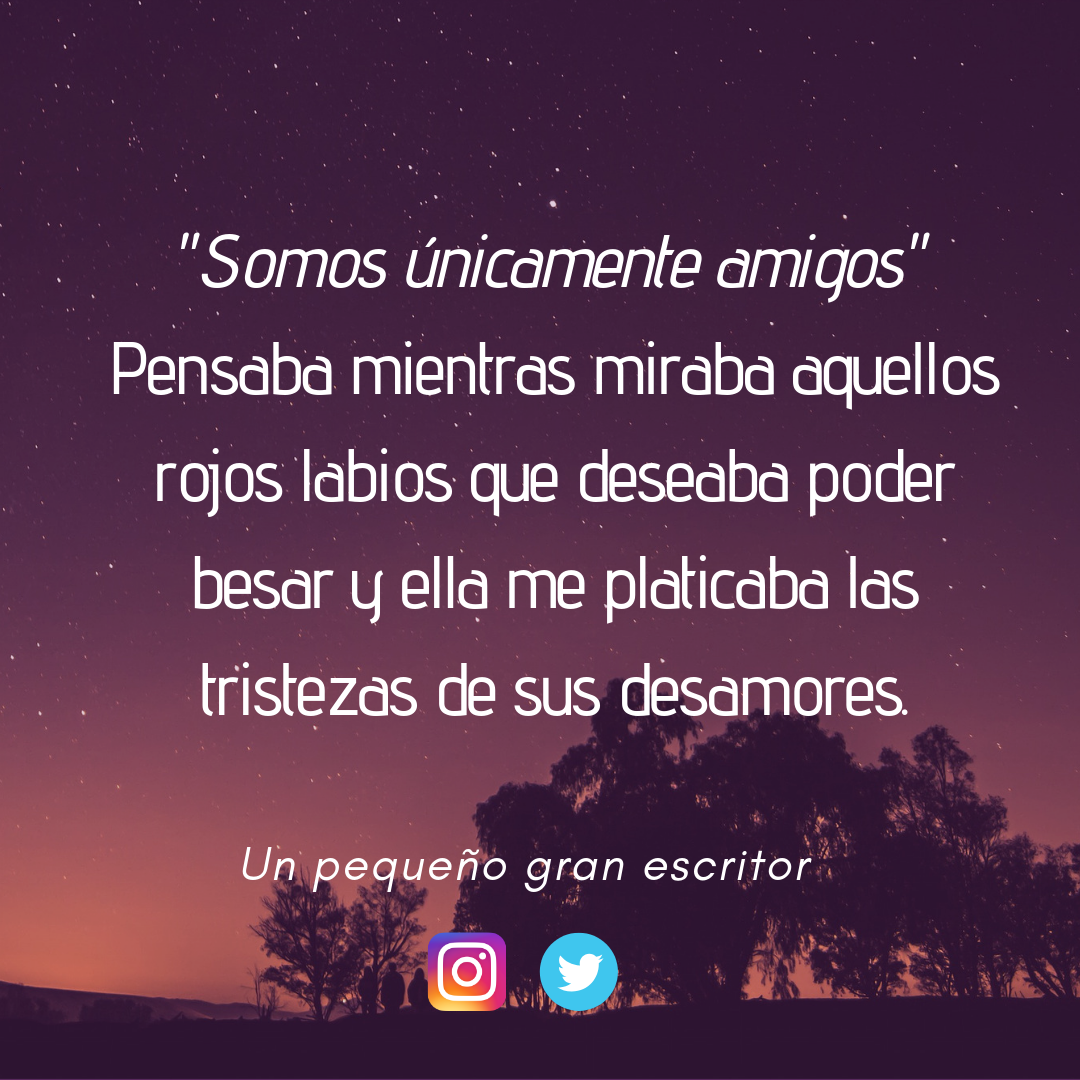 "Somos únicamente amigos"
Pensaba mientras miraba aquellos
rojos labios que deseaba poder
besar y ella me platicaba las
tristezas de sus desamores.
Un pequeño gran escritor